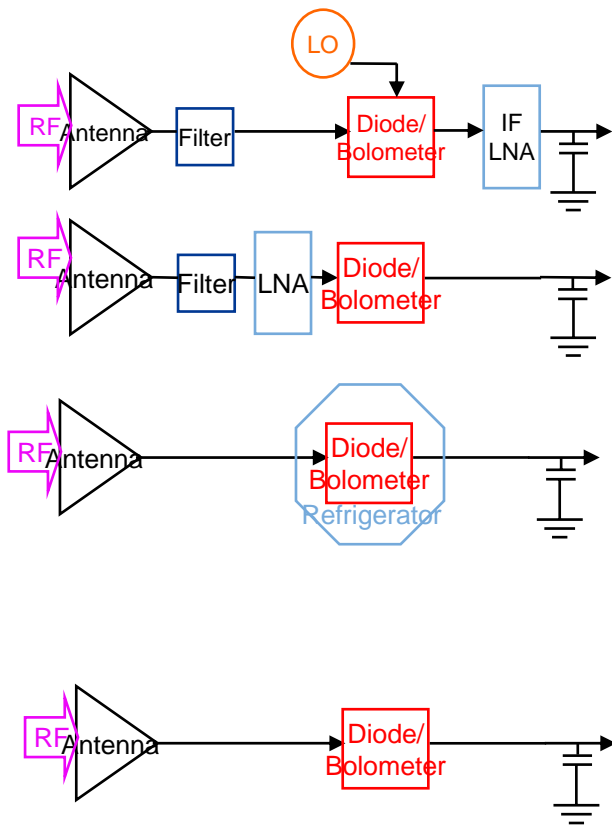 LO
RF
Antenna
Filter
Diode/
Bolometer
IF
LNA
RF
Antenna
Filter
LNA
Diode/
Bolometer
RF
Antenna
Diode/
Bolometer
Refrigerator
RF
Antenna
Diode/
Bolometer